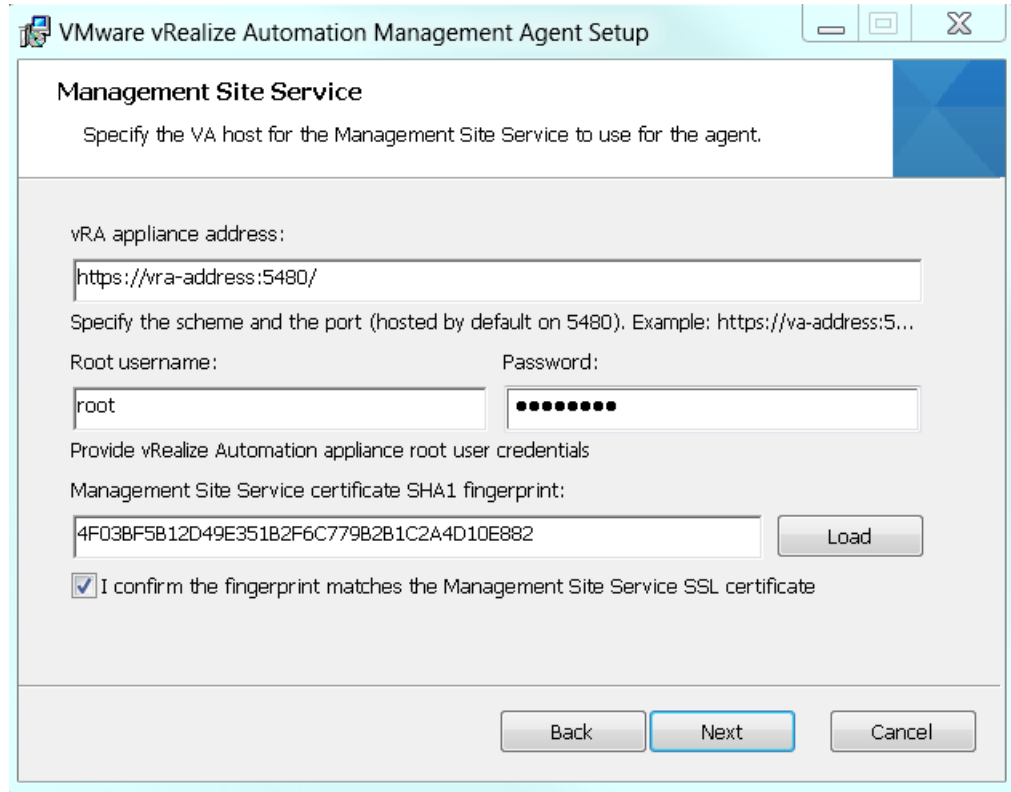 VMware vRealize Automation Management Agent Setup
Management Site Service
Specify the VA host for the Management Site Service to use for the agent.
vRA appliance address:
https://vra-address:5480/
Specify the scheme and the port (hosted by default on 5480). Example: https://va-address:5...
Root username: Password:
root ●●●●●●●●
Provide vRealize Automation appliance root user credentials
Management Site Service certificate SHA1 fingerprint:
4F03BF5B12D49E351B2F6C779B2B1C2A4D10E882 Load
I confirm the fingerprint matches the Management Site Service SSL certificate
Back Next Cancel